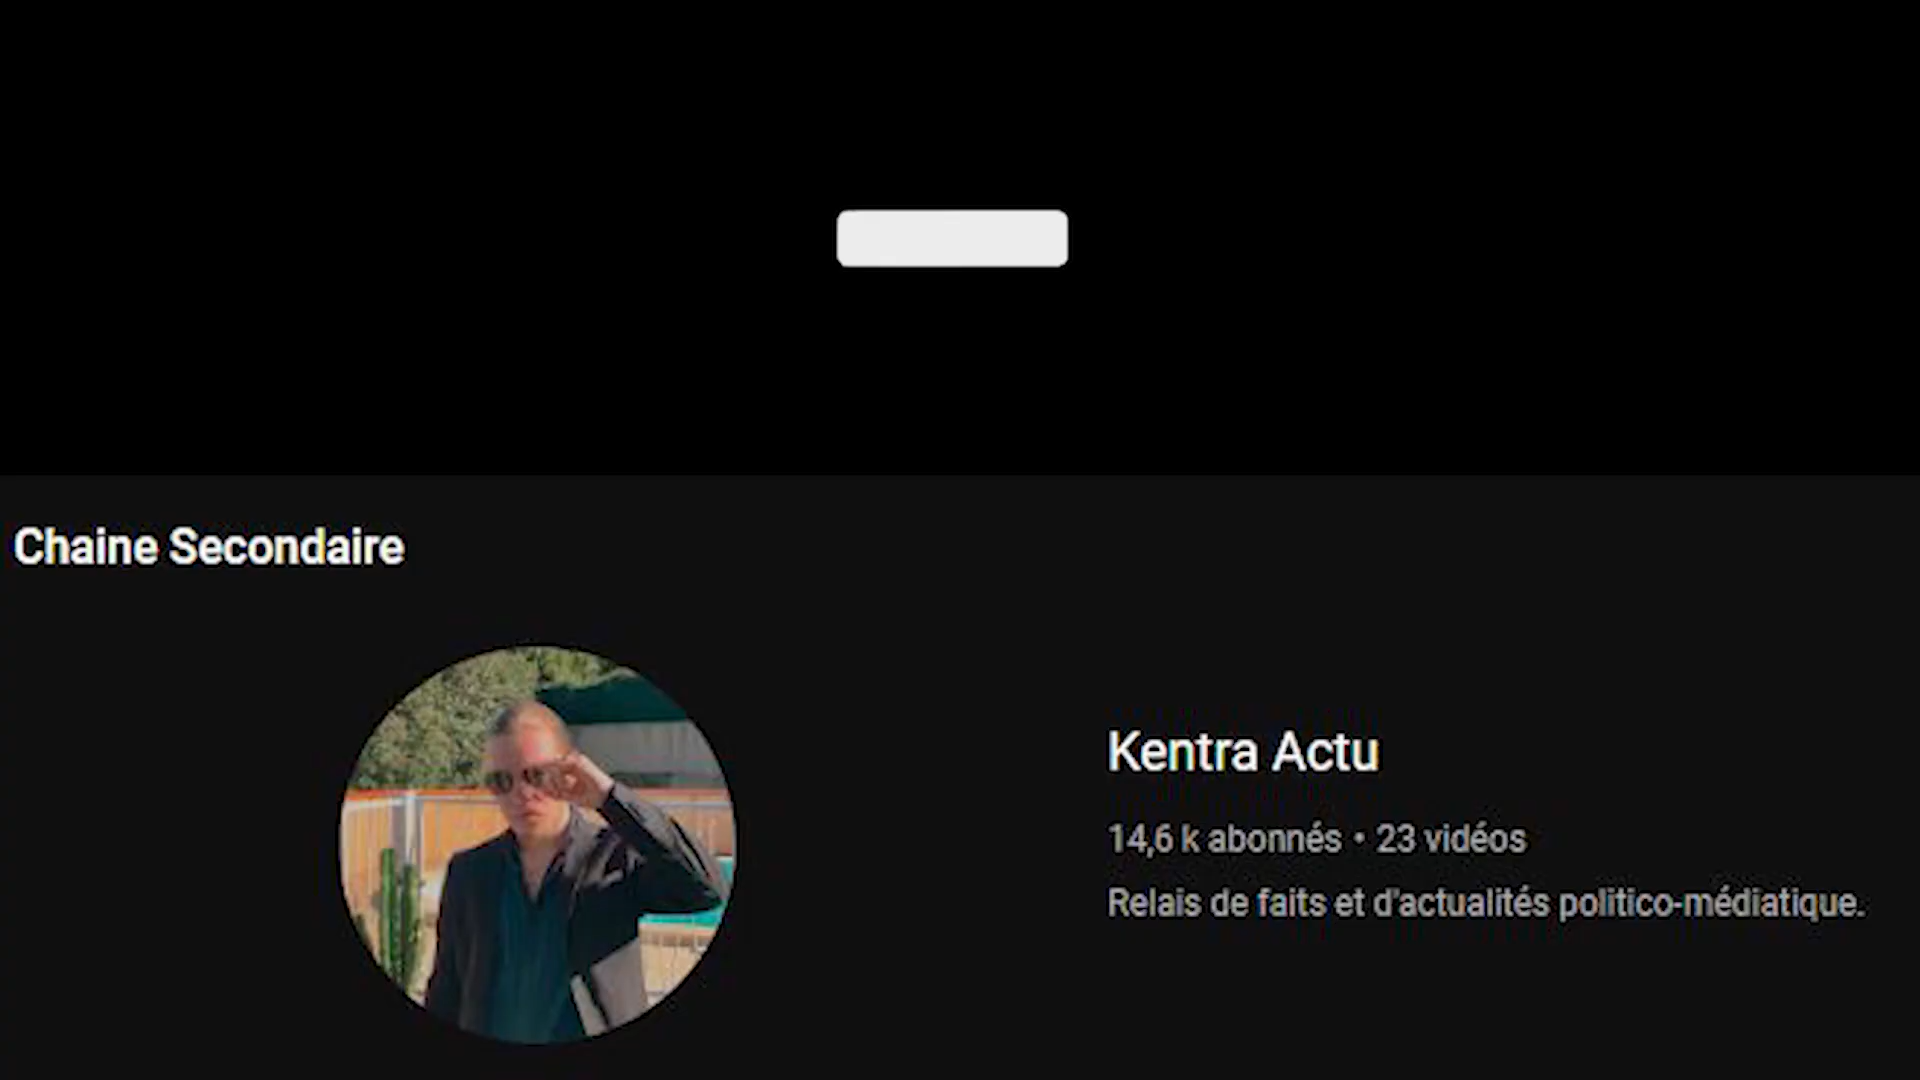 Chaine Secondaire
Kentra Actu
14,6 k abonnés • 23 vidéos
Relais de faits et d'actualités politico-médiatique.